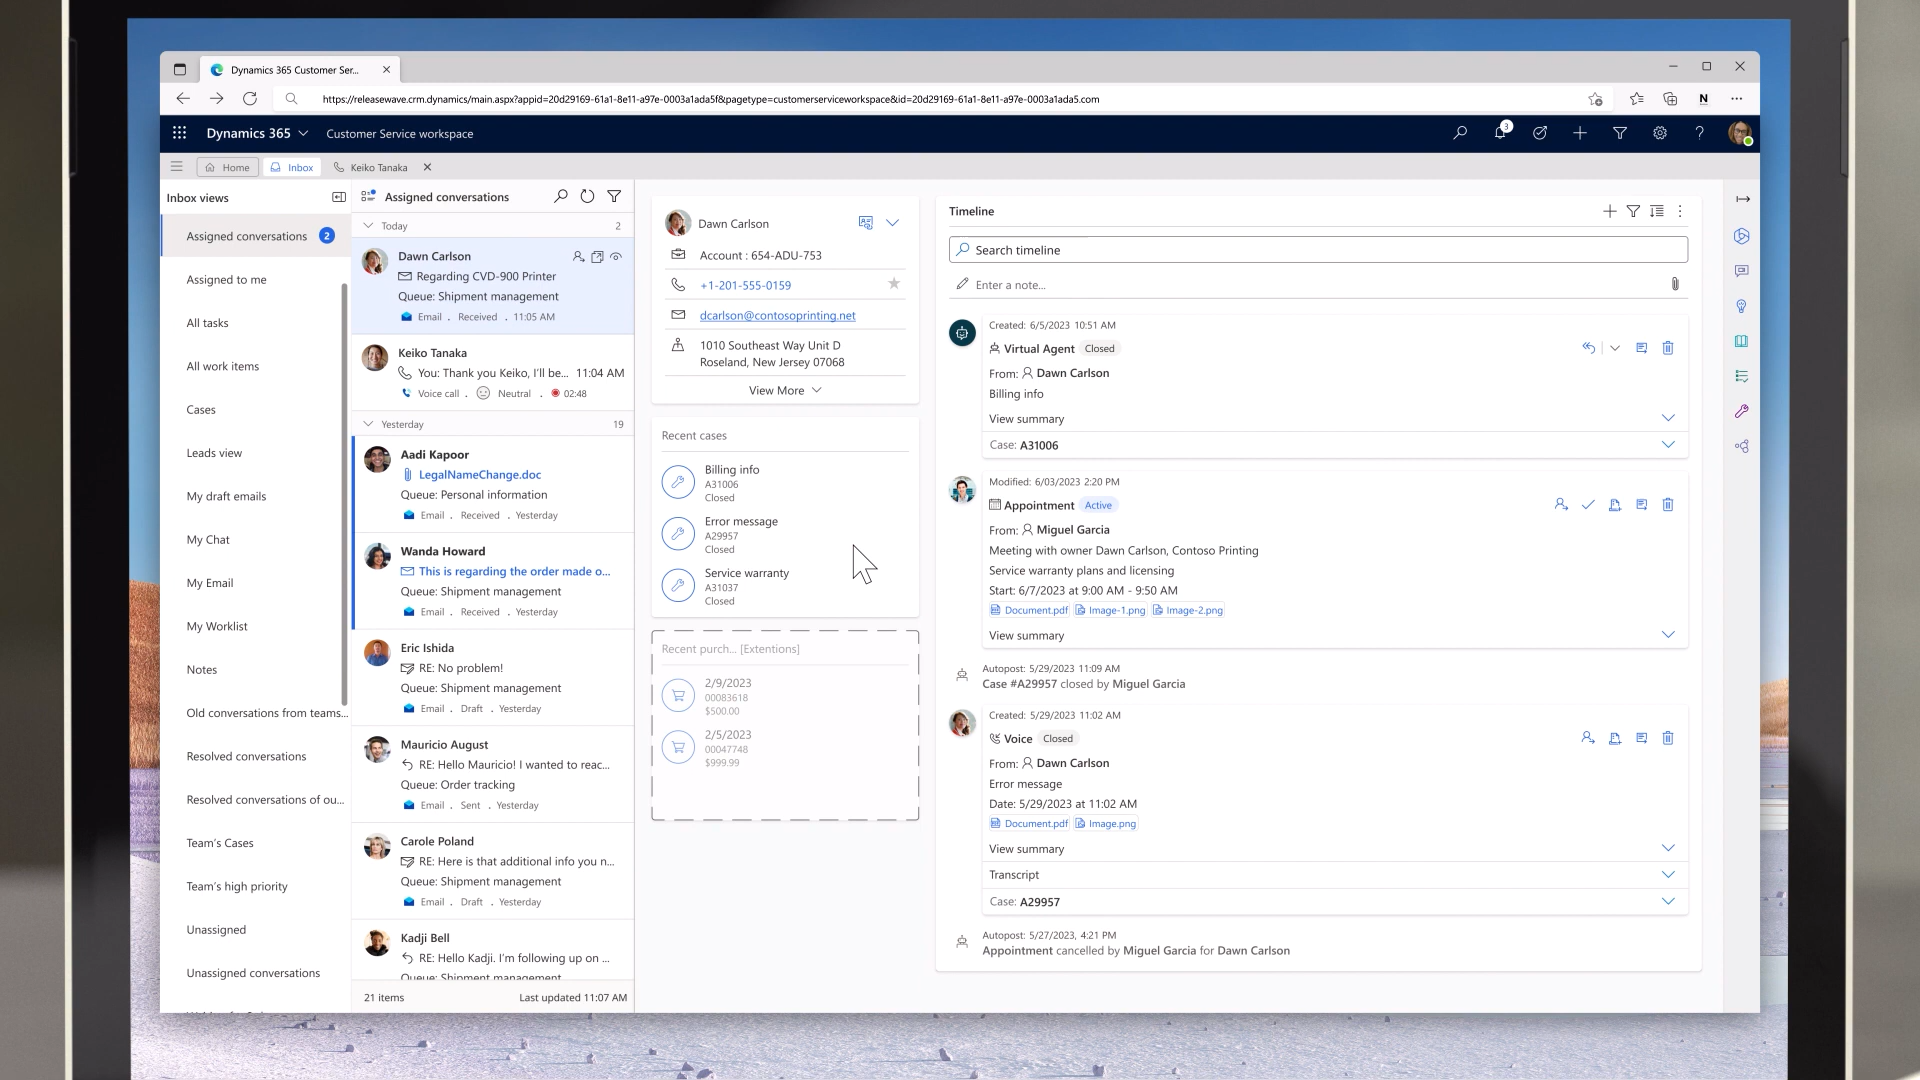 Dynamics 365 Customer Ser...
https://releasewave.crm.dynamics/main.aspx?appid=20d29169-61a1-8e11-a97e-0003a1ada5f&pagetype=customerserviceworkspace&id=20d29169-61a1-8e11-a97e-0003a1ada5.com
N
Dynamics 365
Customer Service workspace
3
?
Home
Inbox
Keiko Tanaka
Inbox views
Assigned conversations 2
Assigned to me
All tasks
All work items
Cases
Leads view
My draft emails
My Chat
My Email
My Worklist
Notes
Old conversations from teams...
Resolved conversations
Resolved conversations of ou...
Team's Cases
Team's high priority
Unassigned
Unassigned conversations
Assigned conversations
Today 2
Dawn Carlson
Regarding CVD-900 Printer
Queue: Shipment management
Email . Received . 11:05 AM
Keiko Tanaka
You: Thank you Keiko, I'll be... 11:04 AM
Voice call . Neutral . 02:48
Yesterday 19
Aadi Kapoor
LegalNameChange.doc
Queue: Personal information
Email . Received . Yesterday
Wanda Howard
This is regarding the order made o...
Queue: Shipment management
Email . Received . Yesterday
Eric Ishida
RE: No problem!
Queue: Shipment management
Email . Draft . Yesterday
Mauricio August
RE: Hello Mauricio! I wanted to reac...
Queue: Order tracking
Email . Sent . Yesterday
Carole Poland
RE: Here is that additional info you n...
Queue: Shipment management
Email . Draft . Yesterday
Kadji Bell
RE: Hello Kadji. I'm following up on ...
Queue: Shipment management
21 items Last updated 11:07 AM
Dawn Carlson
Account : 654-ADU-753
+1-201-555-0159
dcarlson@contosoprinting.net
1010 Southeast Way Unit D
Roseland, New Jersey 07068
View More
Recent cases
Billing info
A31006
Closed
Error message
A29957
Closed
Service warranty
A31037
Closed
Recent purch... [Extentions]
2/9/2023
00083618
$500.00
2/5/2023
00047748
$999.99
Timeline
Search timeline
Enter a note...
Created: 6/5/2023 10:51 AM
Virtual Agent Closed
From: Dawn Carlson
Billing info
View summary
Case: A31006
Modified: 6/03/2023 2:20 PM
Appointment Active
From: Miguel Garcia
Meeting with owner Dawn Carlson, Contoso Printing
Service warranty plans and licensing
Start: 6/7/2023 at 9:00 AM - 9:50 AM
Document.pdf Image-1.png Image-2.png
View summary
Autopost: 5/29/2023 11:09 AM
Case #A29957 closed by Miguel Garcia
Created: 5/29/2023 11:02 AM
Voice Closed
From: Dawn Carlson
Error message
Date: 5/29/2023 at 11:02 AM
Document.pdf Image.png
View summary
Transcript
Case: A29957
Autopost: 5/27/2023, 4:21 PM
Appointment cancelled by Miguel Garcia for Dawn Carlson